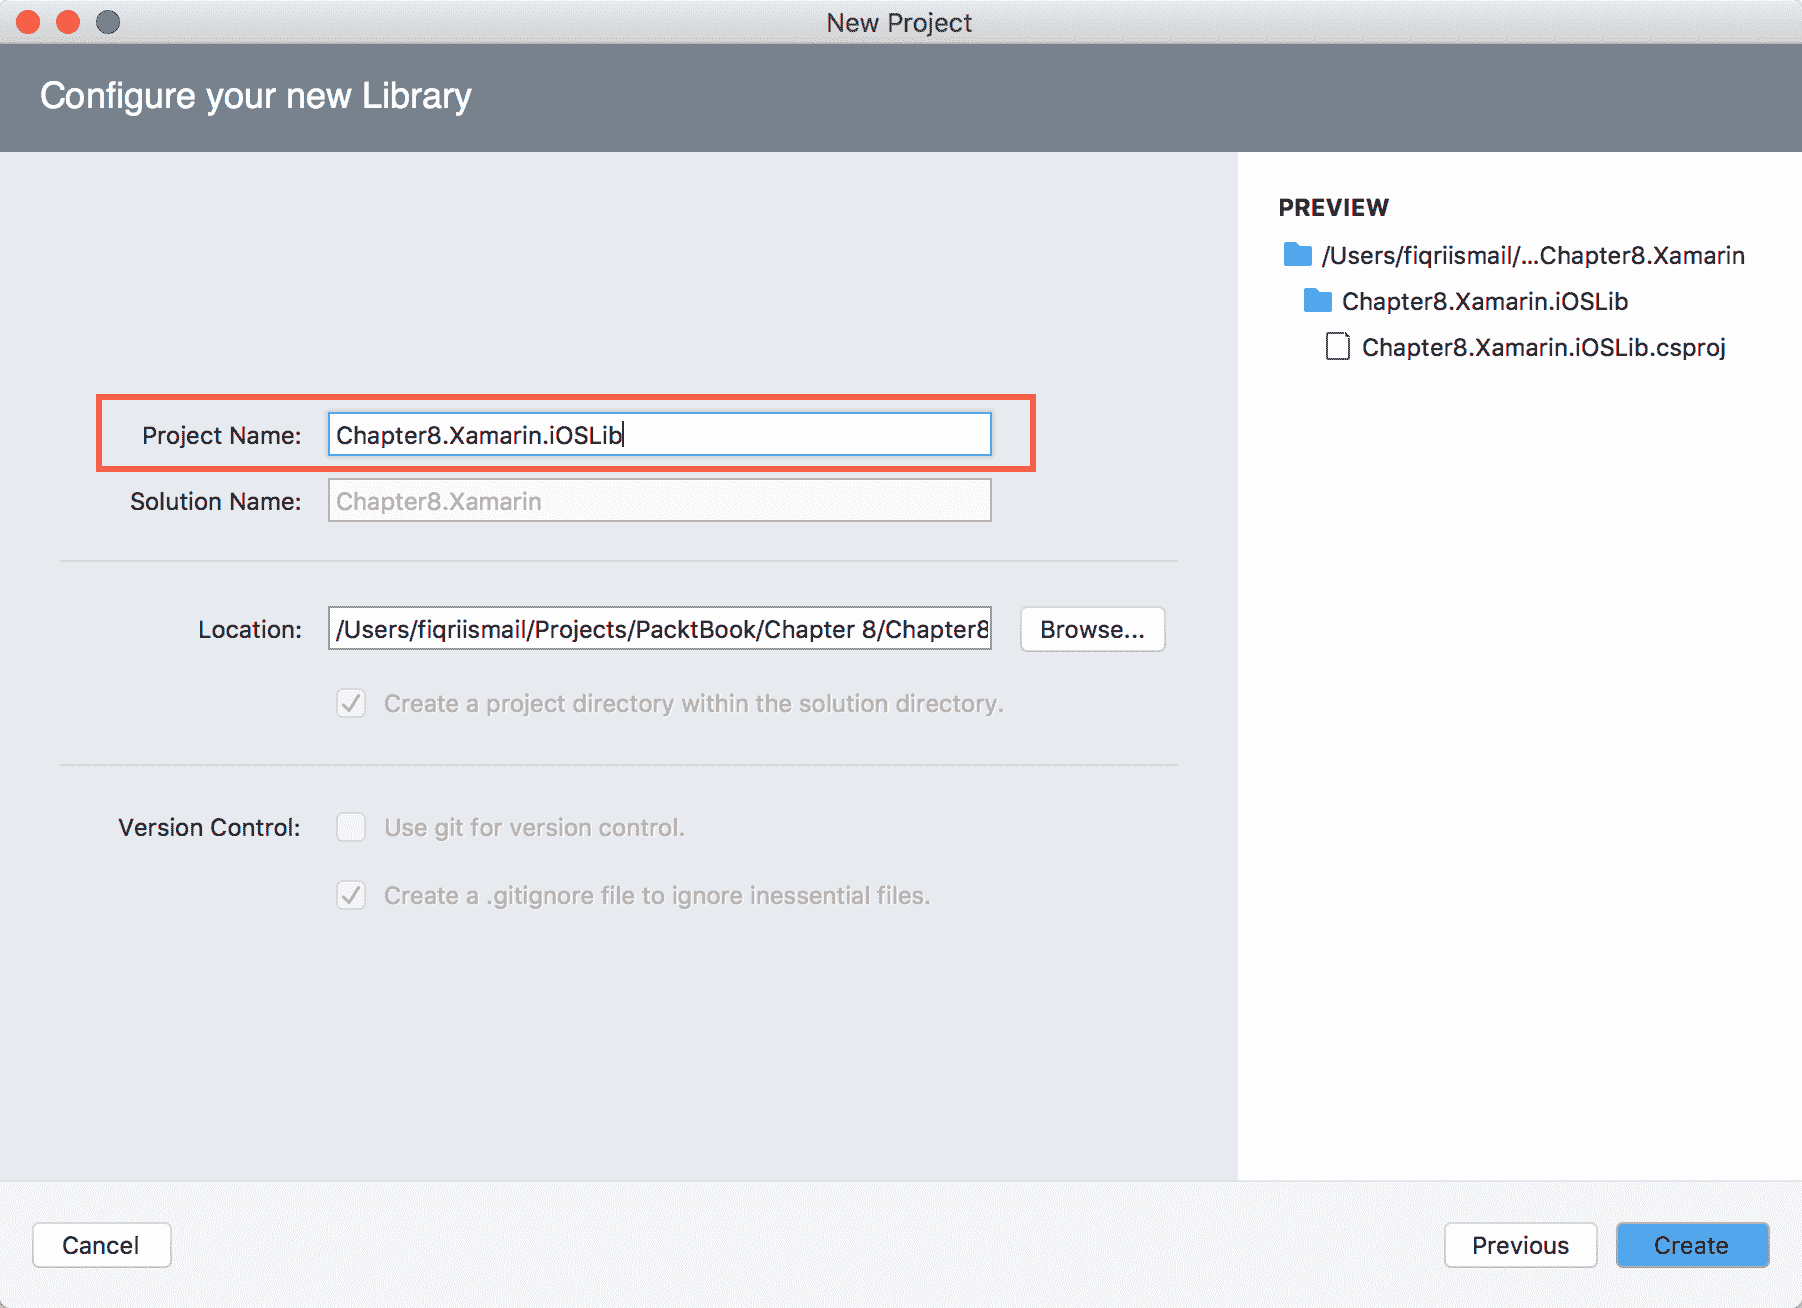 New Project
Configure your new Library
Project Name: Chapter8.Xamarin.iOSLib
Solution Name: Chapter8.Xamarin
Location: /Users/fiqriismail/Projects/PacktBook/Chapter 8/Chapter8 Browse...
Create a project directory within the solution directory.
Version Control: Use git for version control.
Create a .gitignore file to ignore inessential files.
PREVIEW
/Users/fiqriismail/...Chapter8.Xamarin
Chapter8.Xamarin.iOSLib
Chapter8.Xamarin.iOSLib.csproj
Cancel Previous Create